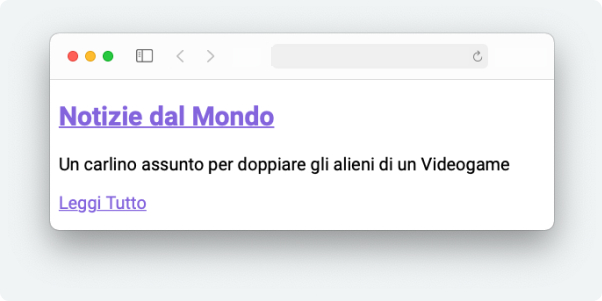 Notizie dal Mondo
Un carlino assunto per doppiare gli alieni di un Videogame
Leggi Tutto